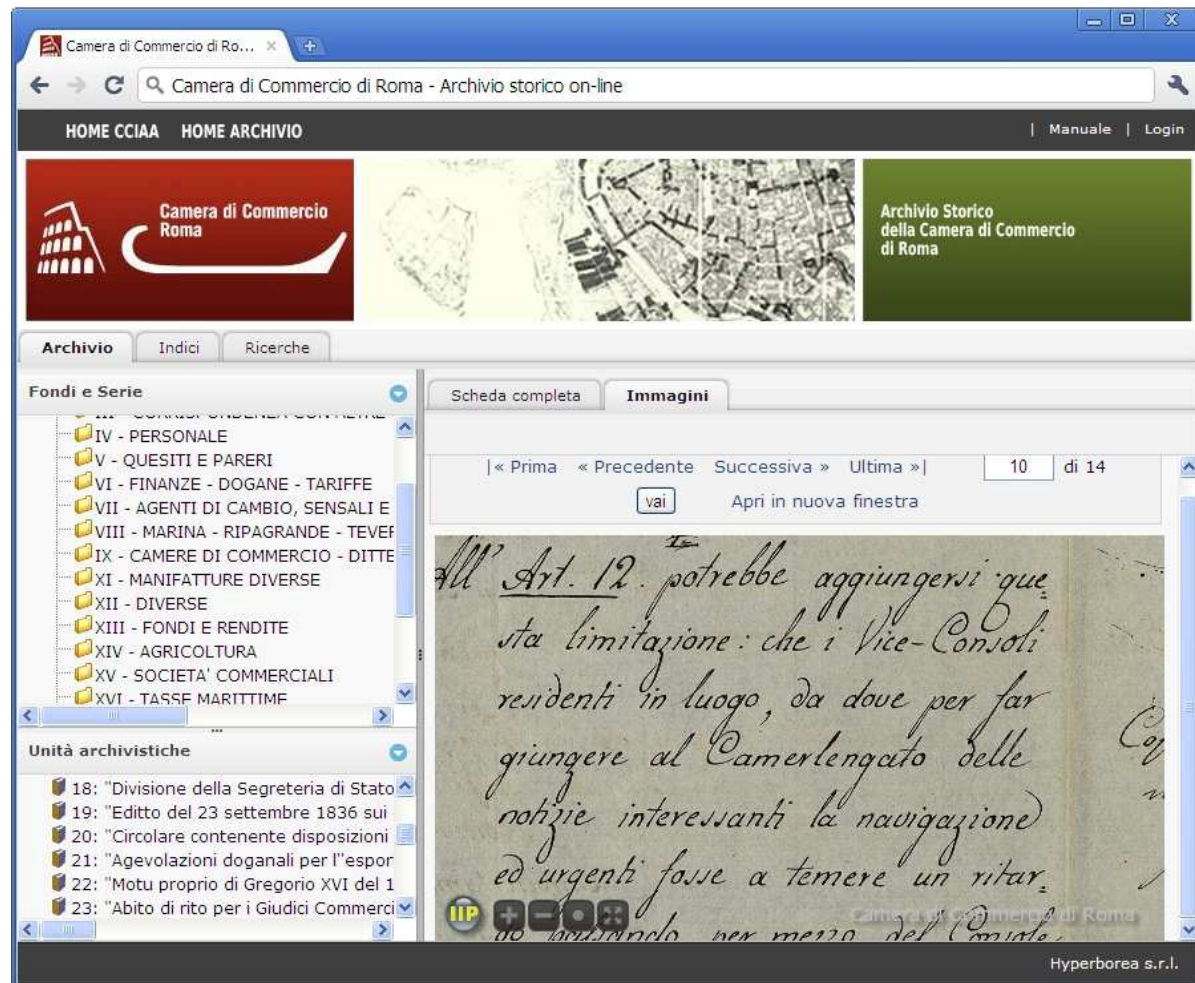 Camera di Commercio di Ro...
Camera di Commercio di Roma - Archivio storico on-line
HOME CCIAA HOME ARCHIVIO | Manuale | Login
Camera di Commercio
Roma
Archivio Storico
della Camera di Commercio
di Roma
Archivio Indici Ricerche
Fondi e Serie
IV - PERSONALE
V - QUESITI E PARERI
VI - FINANZE - DOGANE - TARIFFE
VII - AGENTI DI CAMBIO, SENSALI E
VIII - MARINA - RIPAGRANDE - TEVER
IX - CAMERE DI COMMERCIO - DITTE
XI - MANIFATTURE DIVERSE
XII - DIVERSE
XIII - FONDI E RENDITE
XIV - AGRICOLTURA
XV - SOCIETA' COMMERCIALI
XVI - TASSE MARITTIME
Unità archivistiche
18: "Divisione della Segreteria di Stato
19: "Editto del 23 settembre 1836 sui
20: "Circolare contenente disposizioni
21: "Agevolazioni doganali per l"espor
22: "Motu proprio di Gregorio XVI del 1
23: "Abito di rito per i Giudici Commerci
Scheda completa Immagini
|« Prima « Precedente Successiva » Ultima »| 10 di 14
vai Apri in nuova finestra
All' Art. 12. potrebbe aggiungersi que
sta limitazione: che i Vice-Consoli
residenti in luogo, da dove per far
giungere al Camerlengato delle
notizie interessanti la navigazione
ed urgenti fosse a temere un ritar
do passando per mezzo del Console
IIP
Camera di Commercio di Roma
Hyperborea s.r.l.